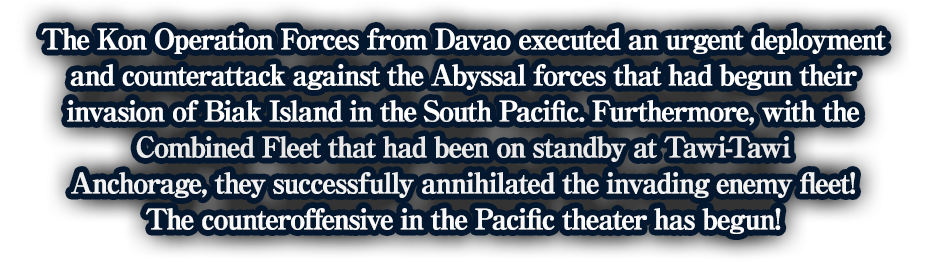 The Kon Operation Forces from Davao executed an urgent deployment
and counterattack against the Abyssal forces that had begun their
invasion of Biak Island in the South Pacific. Furthermore, with the
Combined Fleet that had been on standby at Tawi-Tawi
Anchorage, they successfully annihilated the invading enemy fleet!
The counteroffensive in the Pacific theater has begun!